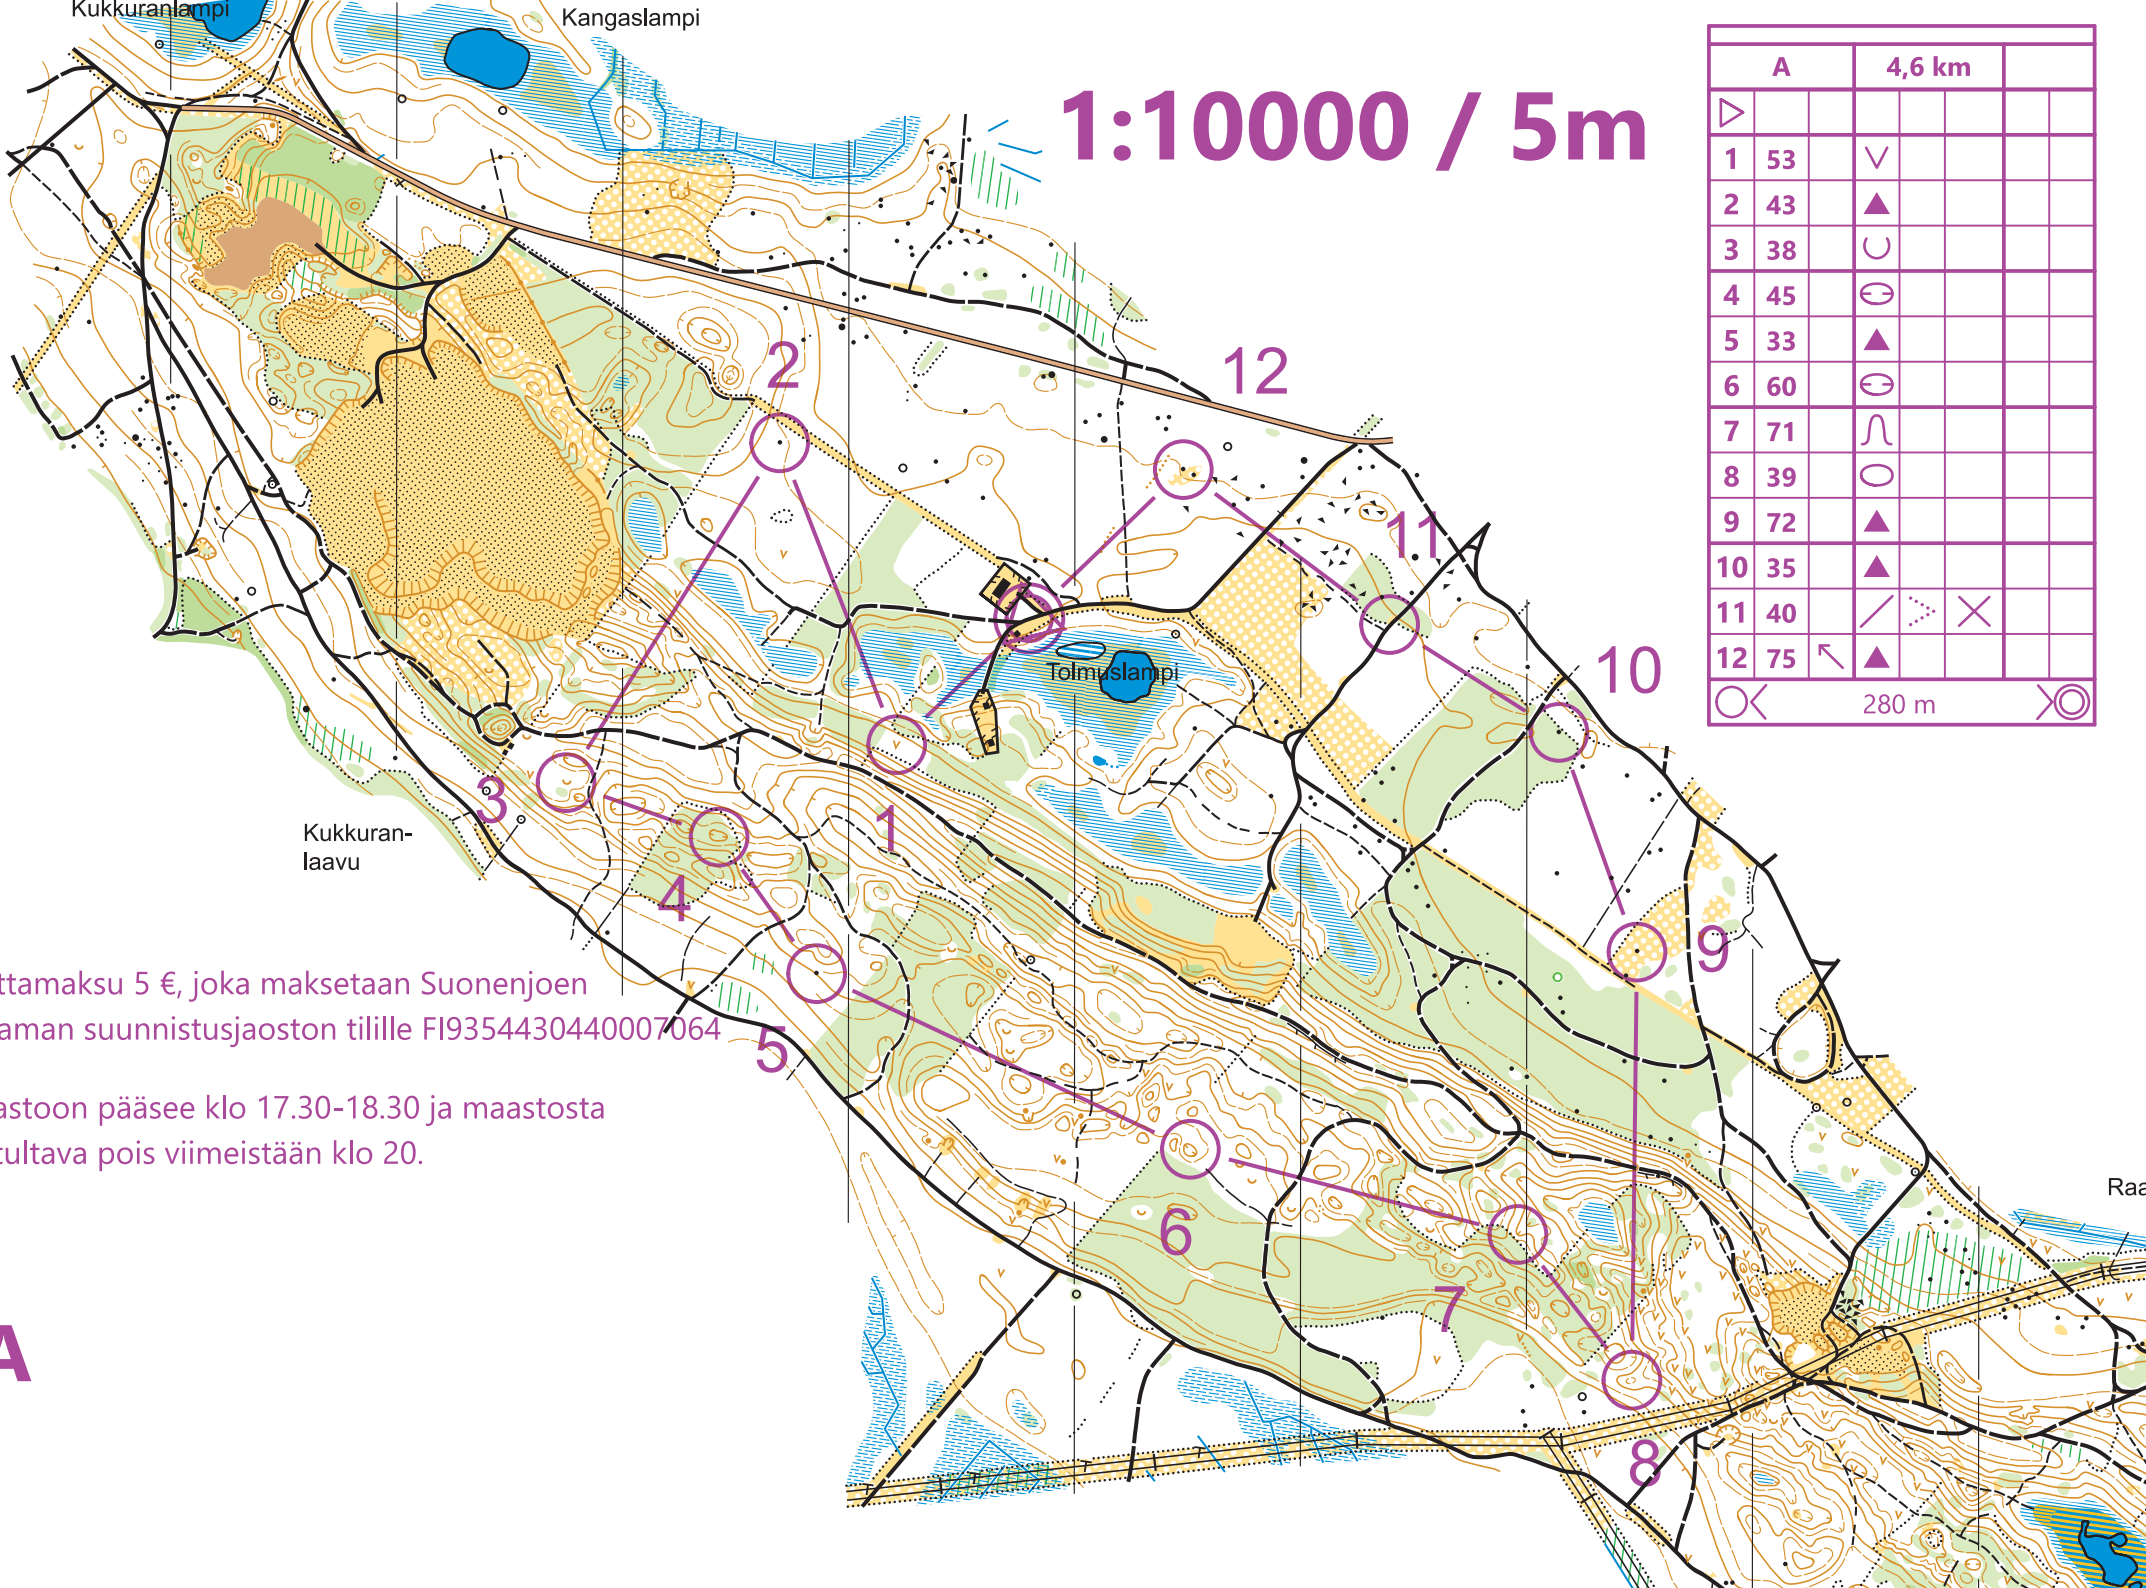 Kukkuranlampi
Kangaslampi
1:10000 / 5m
A 4,6 km
1 53
2 43
3 38
4 45
5 33
6 60
7 71
8 39
9 72
10 35
11 40
12 75
280 m
2
12
11
10
Tolmuslampi
3
1
Kukkuran-
laavu
4
9
ttamaksu 5 €, joka maksetaan Suonenjoen
aman suunnistusjaoston tilille FI9354430440007064
5
astoon pääsee klo 17.30-18.30 ja maastosta
tultava pois viimeistään klo 20.
Raa
6
7
A
8